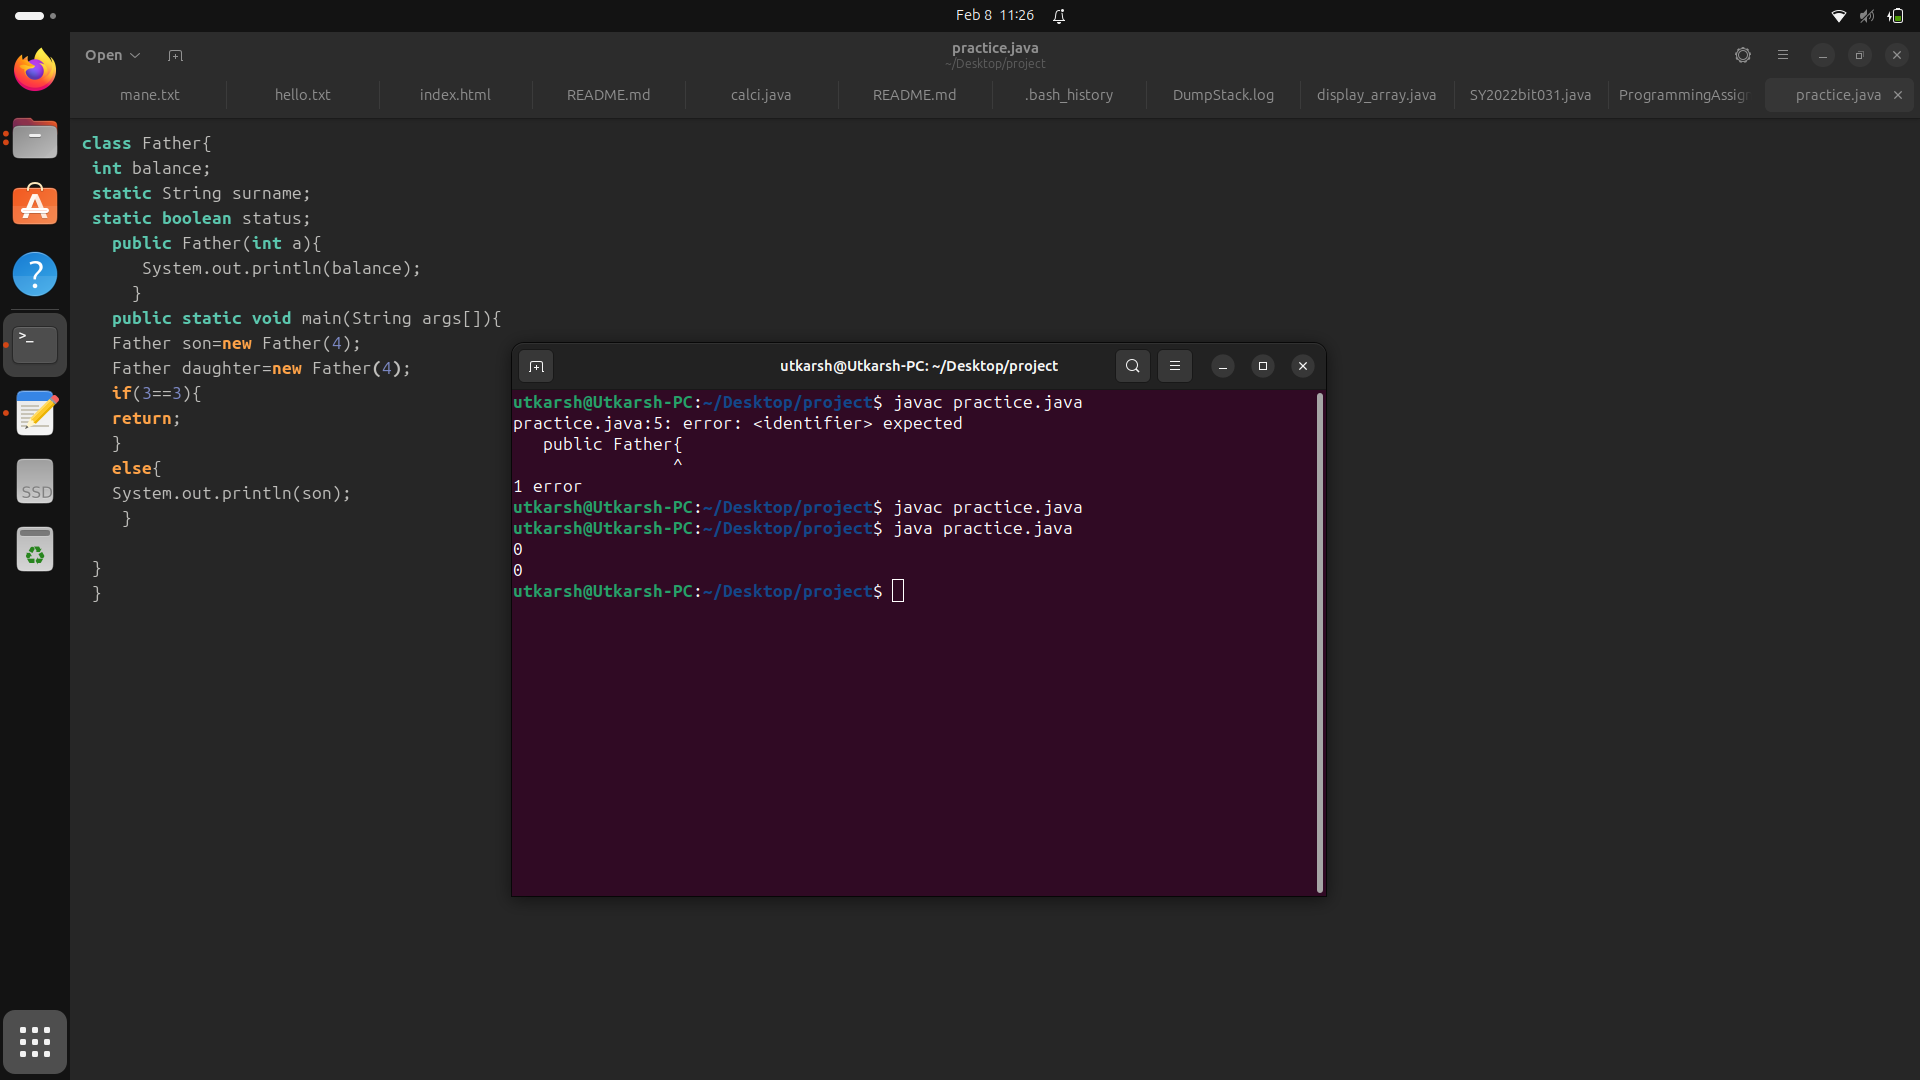 Feb 8 11:26
Open
practice.java
~/Desktop/project
mane.txt hello.txt index.html README.md calci.java README.md .bash_history DumpStack.log display_array.java SY2022bit031.java ProgrammingAssign practice.java
class Father{
int balance;
static String surname;
static boolean status;
public Father(int a){
System.out.println(balance);
}
public static void main(String args[]){
Father son=new Father(4);
Father daughter=new Father(4);
if(3==3){
return;
}
else{
System.out.println(son);
}
}
}
utkarsh@Utkarsh-PC: ~/Desktop/project
utkarsh@Utkarsh-PC:~/Desktop/project$ javac practice.java
practice.java:5: error: <identifier> expected
public Father{
^
1 error
utkarsh@Utkarsh-PC:~/Desktop/project$ javac practice.java
utkarsh@Utkarsh-PC:~/Desktop/project$ java practice.java
0
0
utkarsh@Utkarsh-PC:~/Desktop/project$
>_
SSD